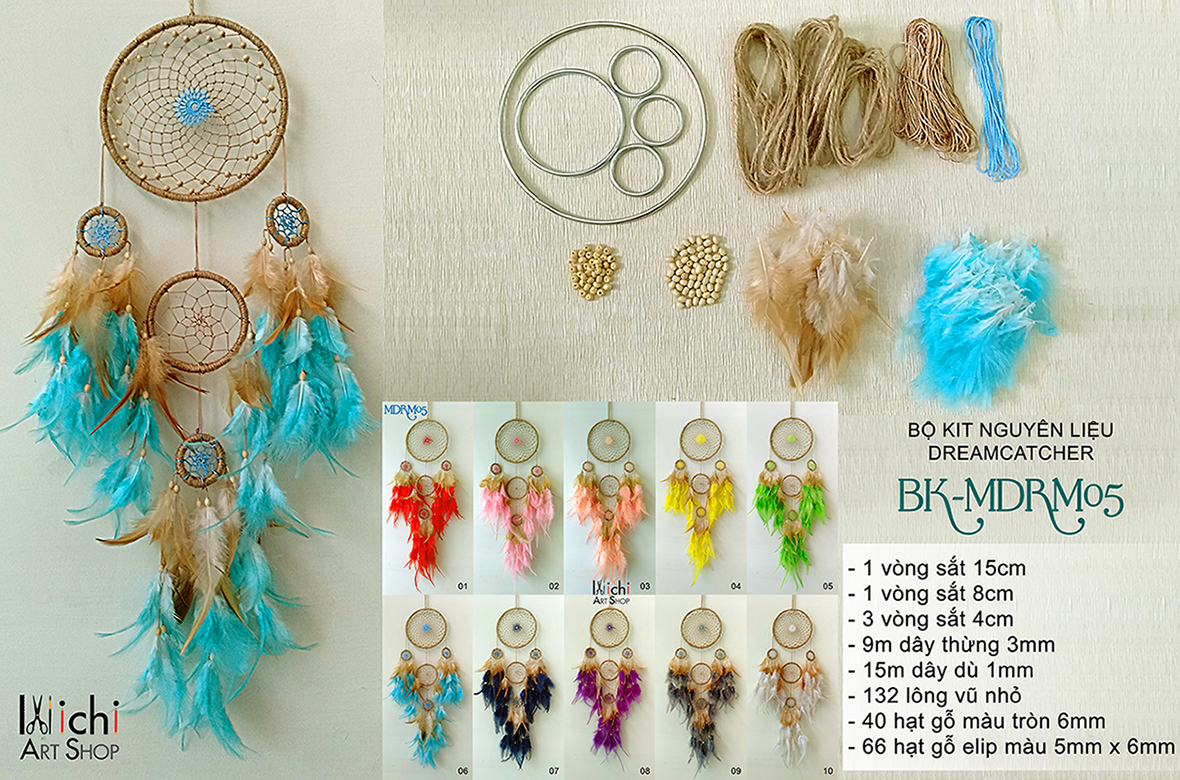 BỘ KIT NGUYÊN LIỆU
DREAMCATCHER
BK-MDRM05
- 1 vòng sắt 15cm
- 1 vòng sắt 8cm
- 3 vòng sắt 4cm
- 9m dây thừng 3mm
- 15m dây dù 1mm
- 132 lông vũ nhỏ
- 40 hạt gỗ màu tròn 6mm
- 66 hạt gỗ elip màu 5mm x 6mm
MDRM05
01 02 03 04 05
Kichi
ART SHOP
06 07 08 09 10
Kichi
ART SHOP